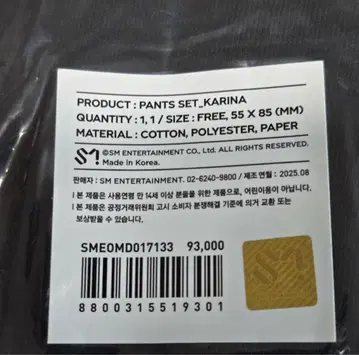 PRODUCT : PANTS SET_KARINA
QUANTITY : 1, 1 / SIZE : FREE, 55 X 85 (MM)
MATERIAL : COTTON, POLYESTER, PAPER
SM
©SM ENTERTAINMENT CO., Ltd. ALL RIGHTS RESERVED.
Made in Korea.
판매자 : SM ENTERTAINMENT. 02-6240-9800 / 제조 연월 : 2025.08
l 본 제품은 사용연령 만 14세 이상 분들을 위한 제품으로, 어린이용이 아닙니다.
l 본 제품은 공정거래위원회 고시 소비자 분쟁해결 기준에 의거 교환 또는
보상받을 수 있습니다.
SMEOMD017133 93,000
8800315519301
SM